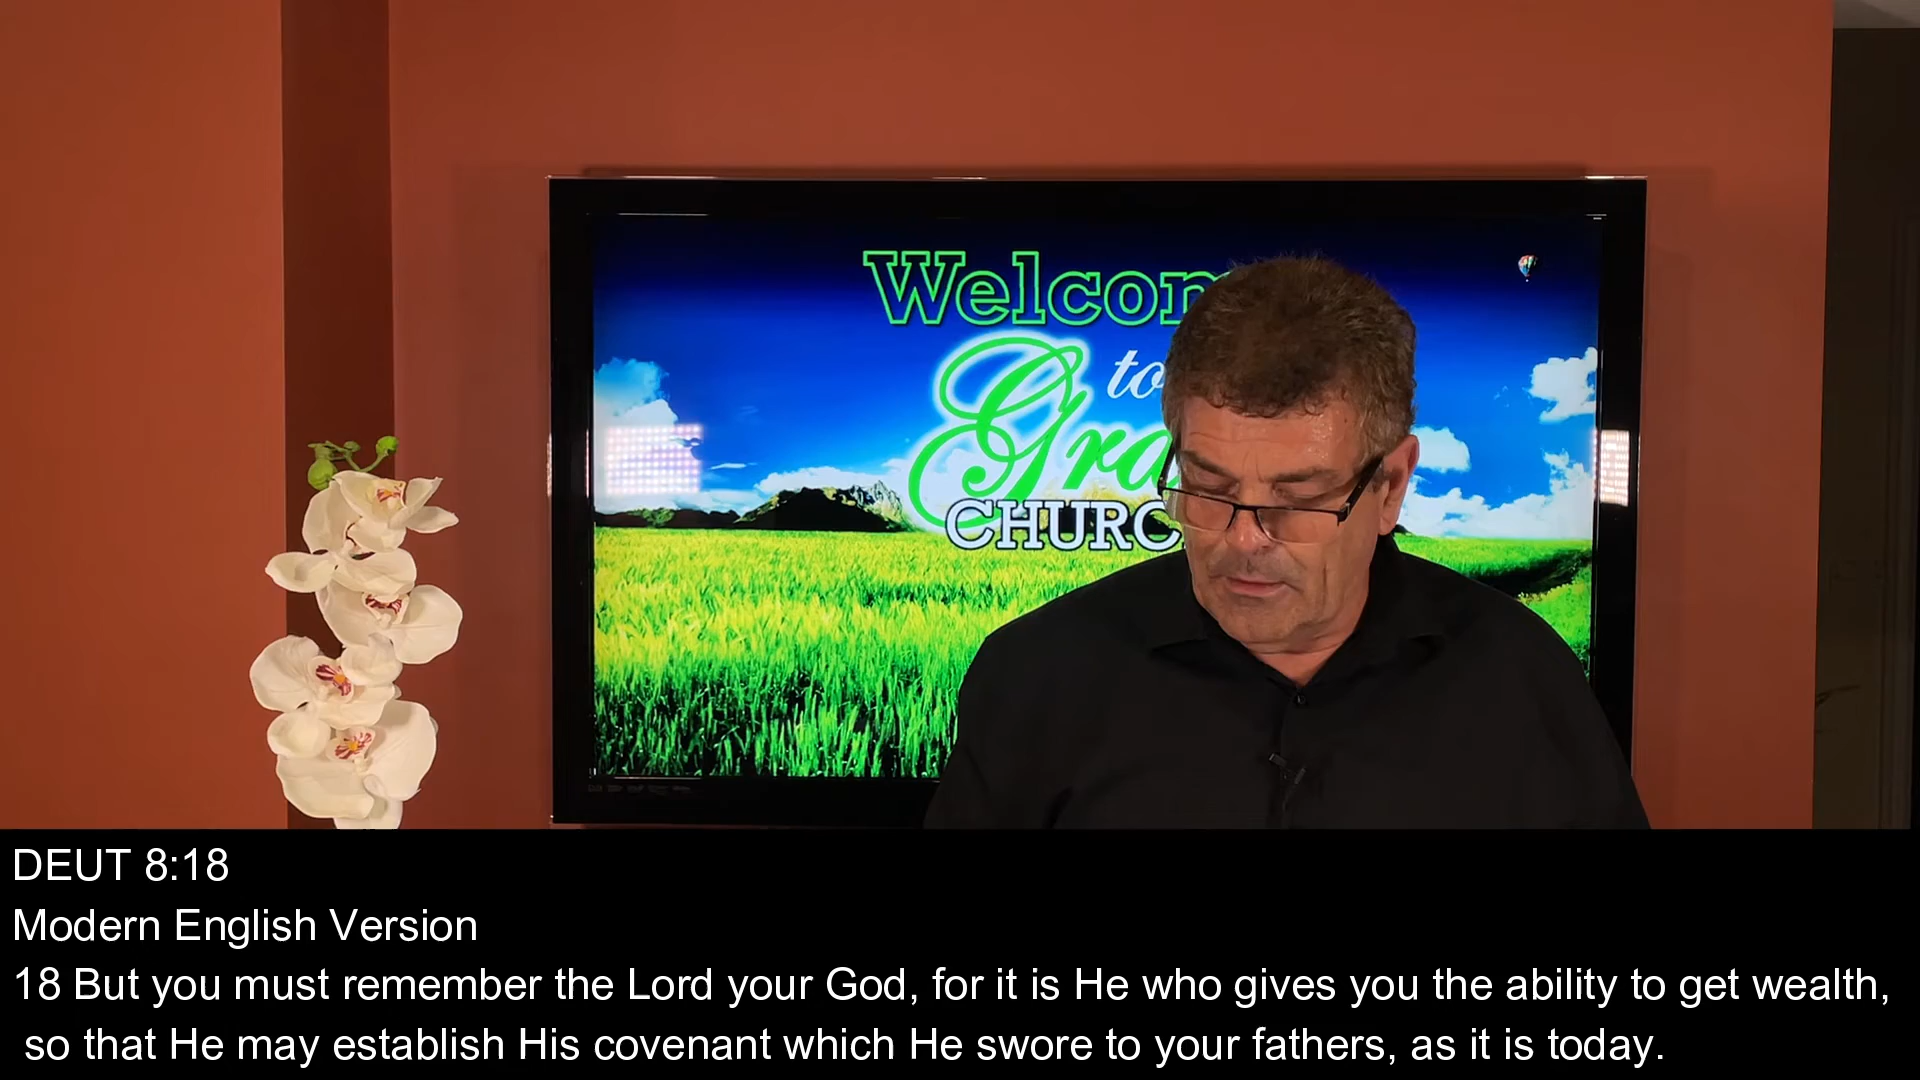 Welcom
to
Gra
CHURC
DEUT 8:18
Modern English Version
18 But you must remember the Lord your God, for it is He who gives you the ability to get wealth,
so that He may establish His covenant which He swore to your fathers, as it is today.